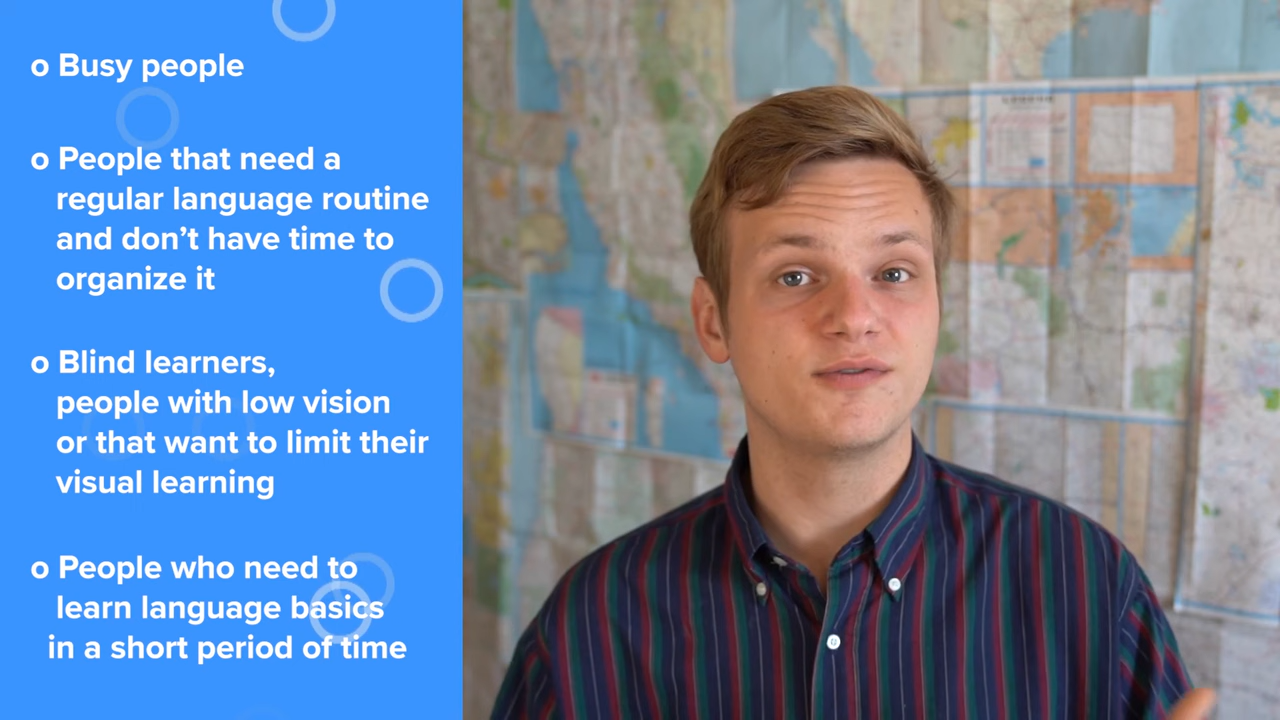 o Busy people
o People that need a
regular language routine
and don’t have time to
organize it
o Blind learners,
people with low vision
or that want to limit their
visual learning
o People who need to
learn language basics
in a short period of time